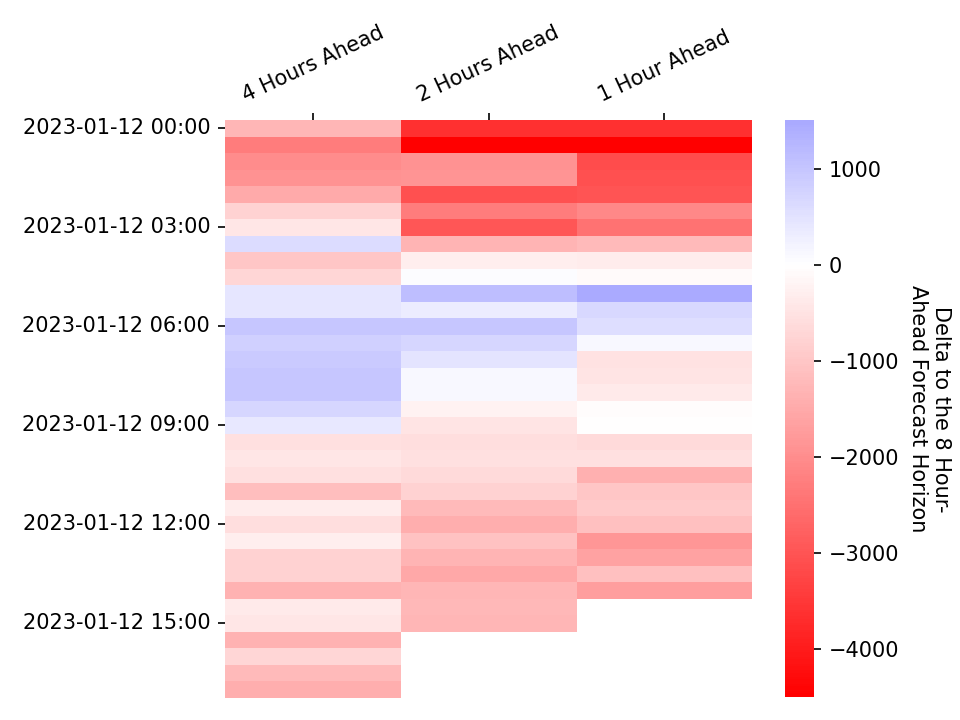 4 Hours Ahead
2 Hours Ahead
1 Hour Ahead
2023-01-12 00:00
2023-01-12 03:00
2023-01-12 06:00
2023-01-12 09:00
2023-01-12 12:00
2023-01-12 15:00
1000
0
−1000
−2000
−3000
−4000
Delta to the 8 Hour-
Ahead Forecast Horizon